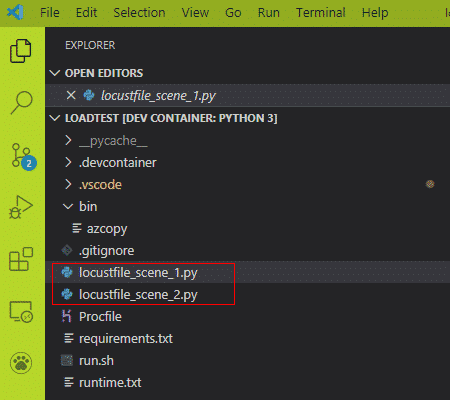 File Edit View Go Run Terminal Help
EXPLORER
OPEN EDITORS
locustfile_scene_1.py
LOADTEST [DEV CONTAINER: PYTHON 3]
__pycache__
.devcontainer
.vscode
2
bin
azcopy
.gitignore
locustfile_scene_1.py
locustfile_scene_2.py
Procfile
requirements.txt
run.sh
runtime.txt